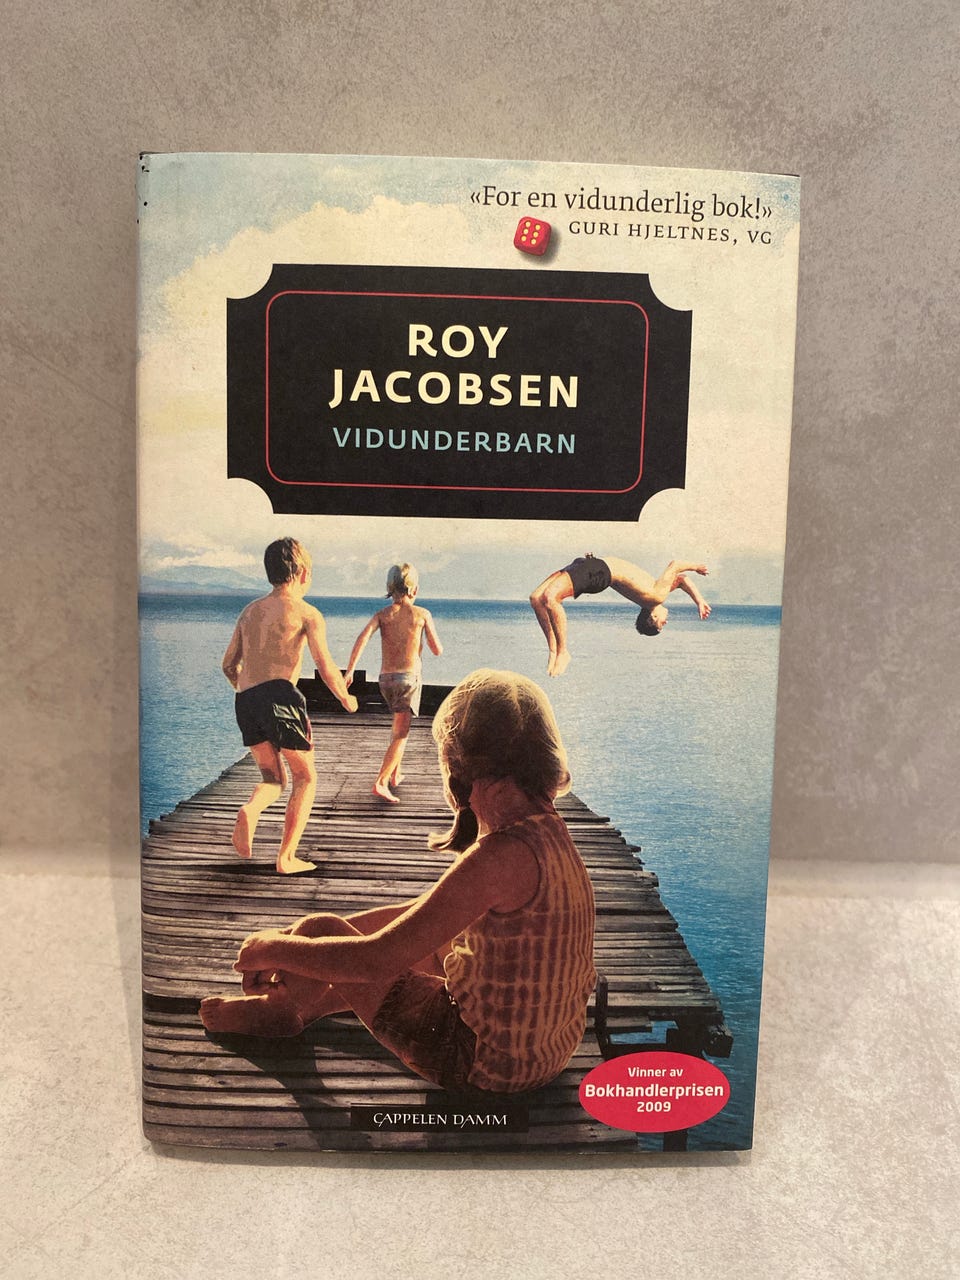 «For en vidunderlig bok!»
GURI HJELTNES, VG
ROY
JACOBSEN
VIDUNDERBARN
CAPPELEN DAMM
Vinner av
Bokhandlerprisen
2009